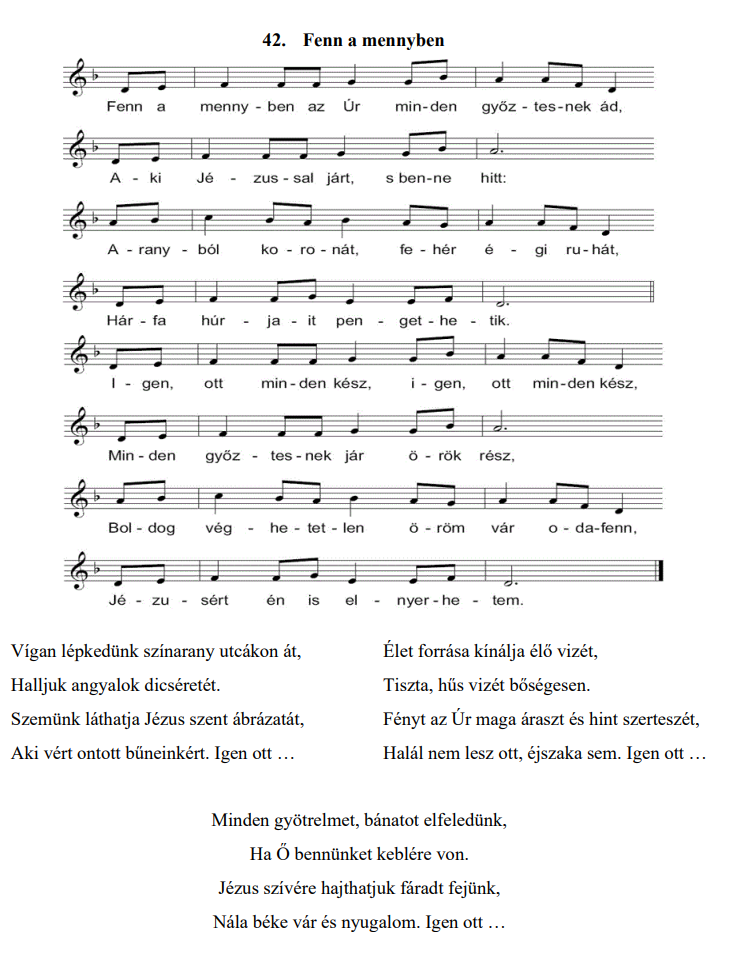 42. Fenn a mennyben
Fenn a menny - ben az Úr min - den győz - tes - nek ád,
A - ki Jé - zus - sal járt, s ben - ne hitt:
A - rany - ból ko - ro - nát, fe - hér é - gi ru - hát,
Hár - fa húr - ja - it pen - get - he - tik.
I - gen, ott min - den kész, i - gen, ott min - den kész,
Min - den győz - tes - nek jár ö - rök rész,
Bol - dog vég - he - tet - len ö - röm vár o - da - fenn,
Jé - zu - sért én is el - nyer - he - tem.
Vígan lépkedünk színarany utcákon át,
Halljuk angyalok dicséretét.
Szemünk láthatja Jézus szent ábrázatát,
Aki vért ontott bűneinkért. Igen ott …
Élet forrása kínálja élő vizét,
Tiszta, hűs vizét bőségesen.
Fényt az Úr maga áraszt és hint szerteszét,
Halál nem lesz ott, éjszaka sem. Igen ott …
Minden gyötrelmet, bánatot elfeledünk,
Ha Ő bennünket keblére von.
Jézus szívére hajthatjuk fáradt fejünk,
Nála béke vár és nyugalom. Igen ott …